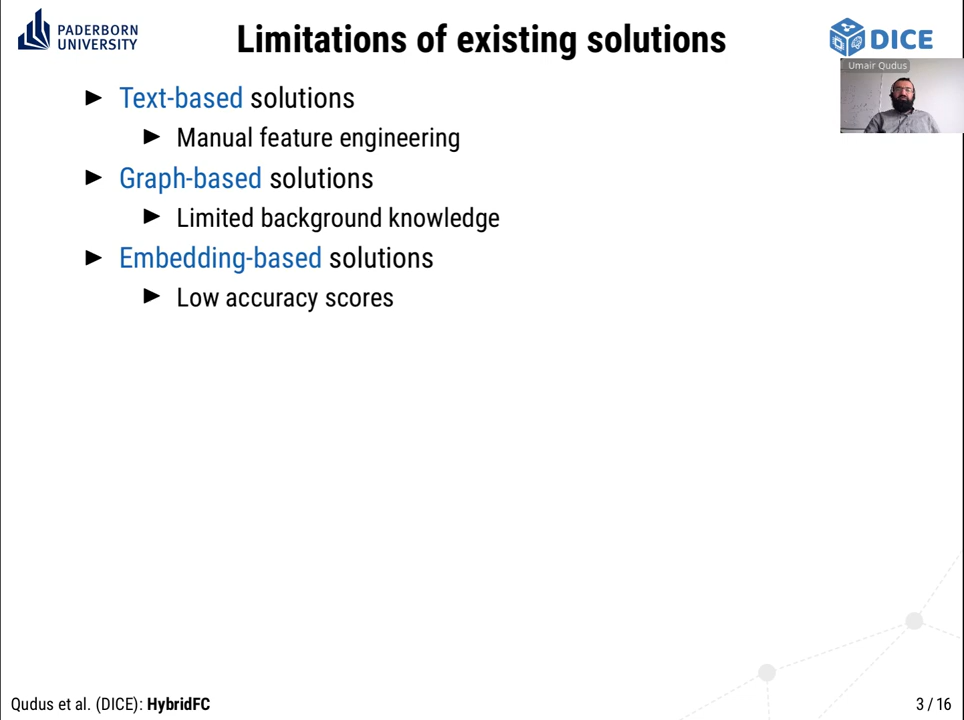 PADERBORN
UNIVERSITY
Limitations of existing solutions
DICE
Umair Qudus
▶ Text-based solutions
▶ Manual feature engineering
▶ Graph-based solutions
▶ Limited background knowledge
▶ Embedding-based solutions
▶ Low accuracy scores
Qudus et al. (DICE): HybridFC
3 / 16